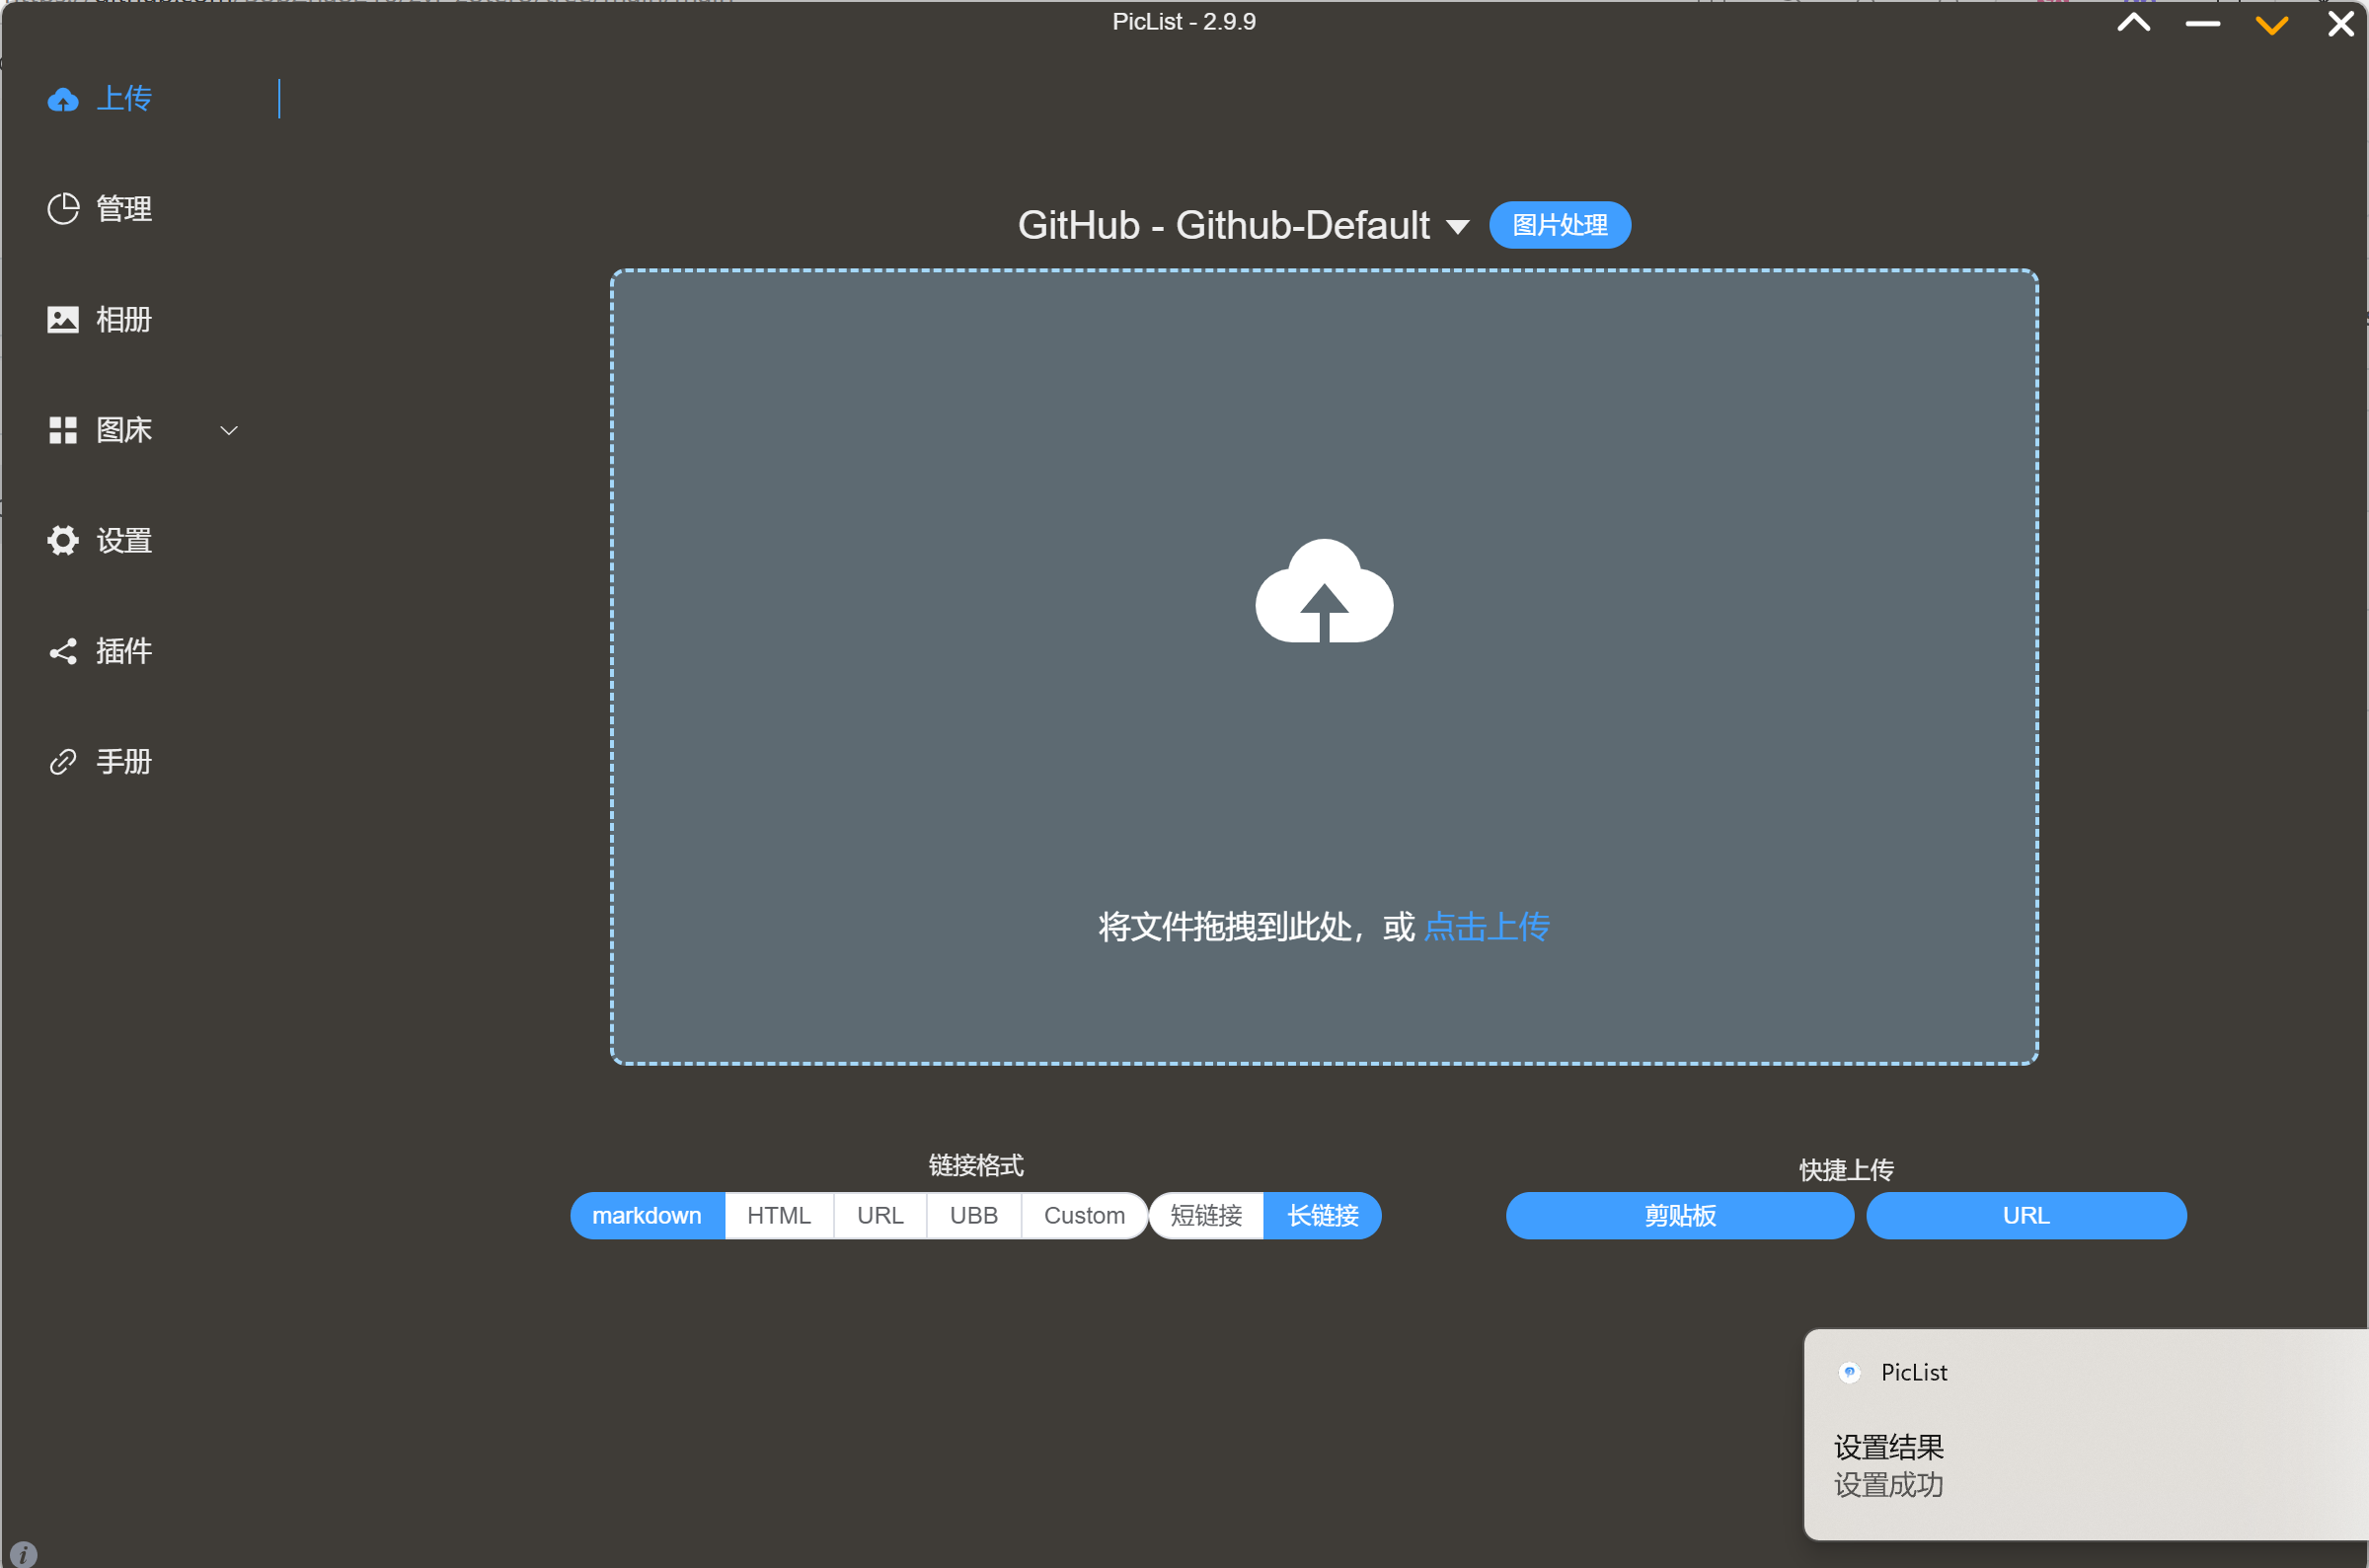 PicList - 2.9.9
上传
管理
相册
图床
设置
插件
手册
GitHub - Github-Default
图片处理
将文件拖拽到此处，或 点击上传
链接格式
markdown HTML URL UBB Custom 短链接 长链接
快捷上传
剪贴板 URL
PicList
设置结果
设置成功